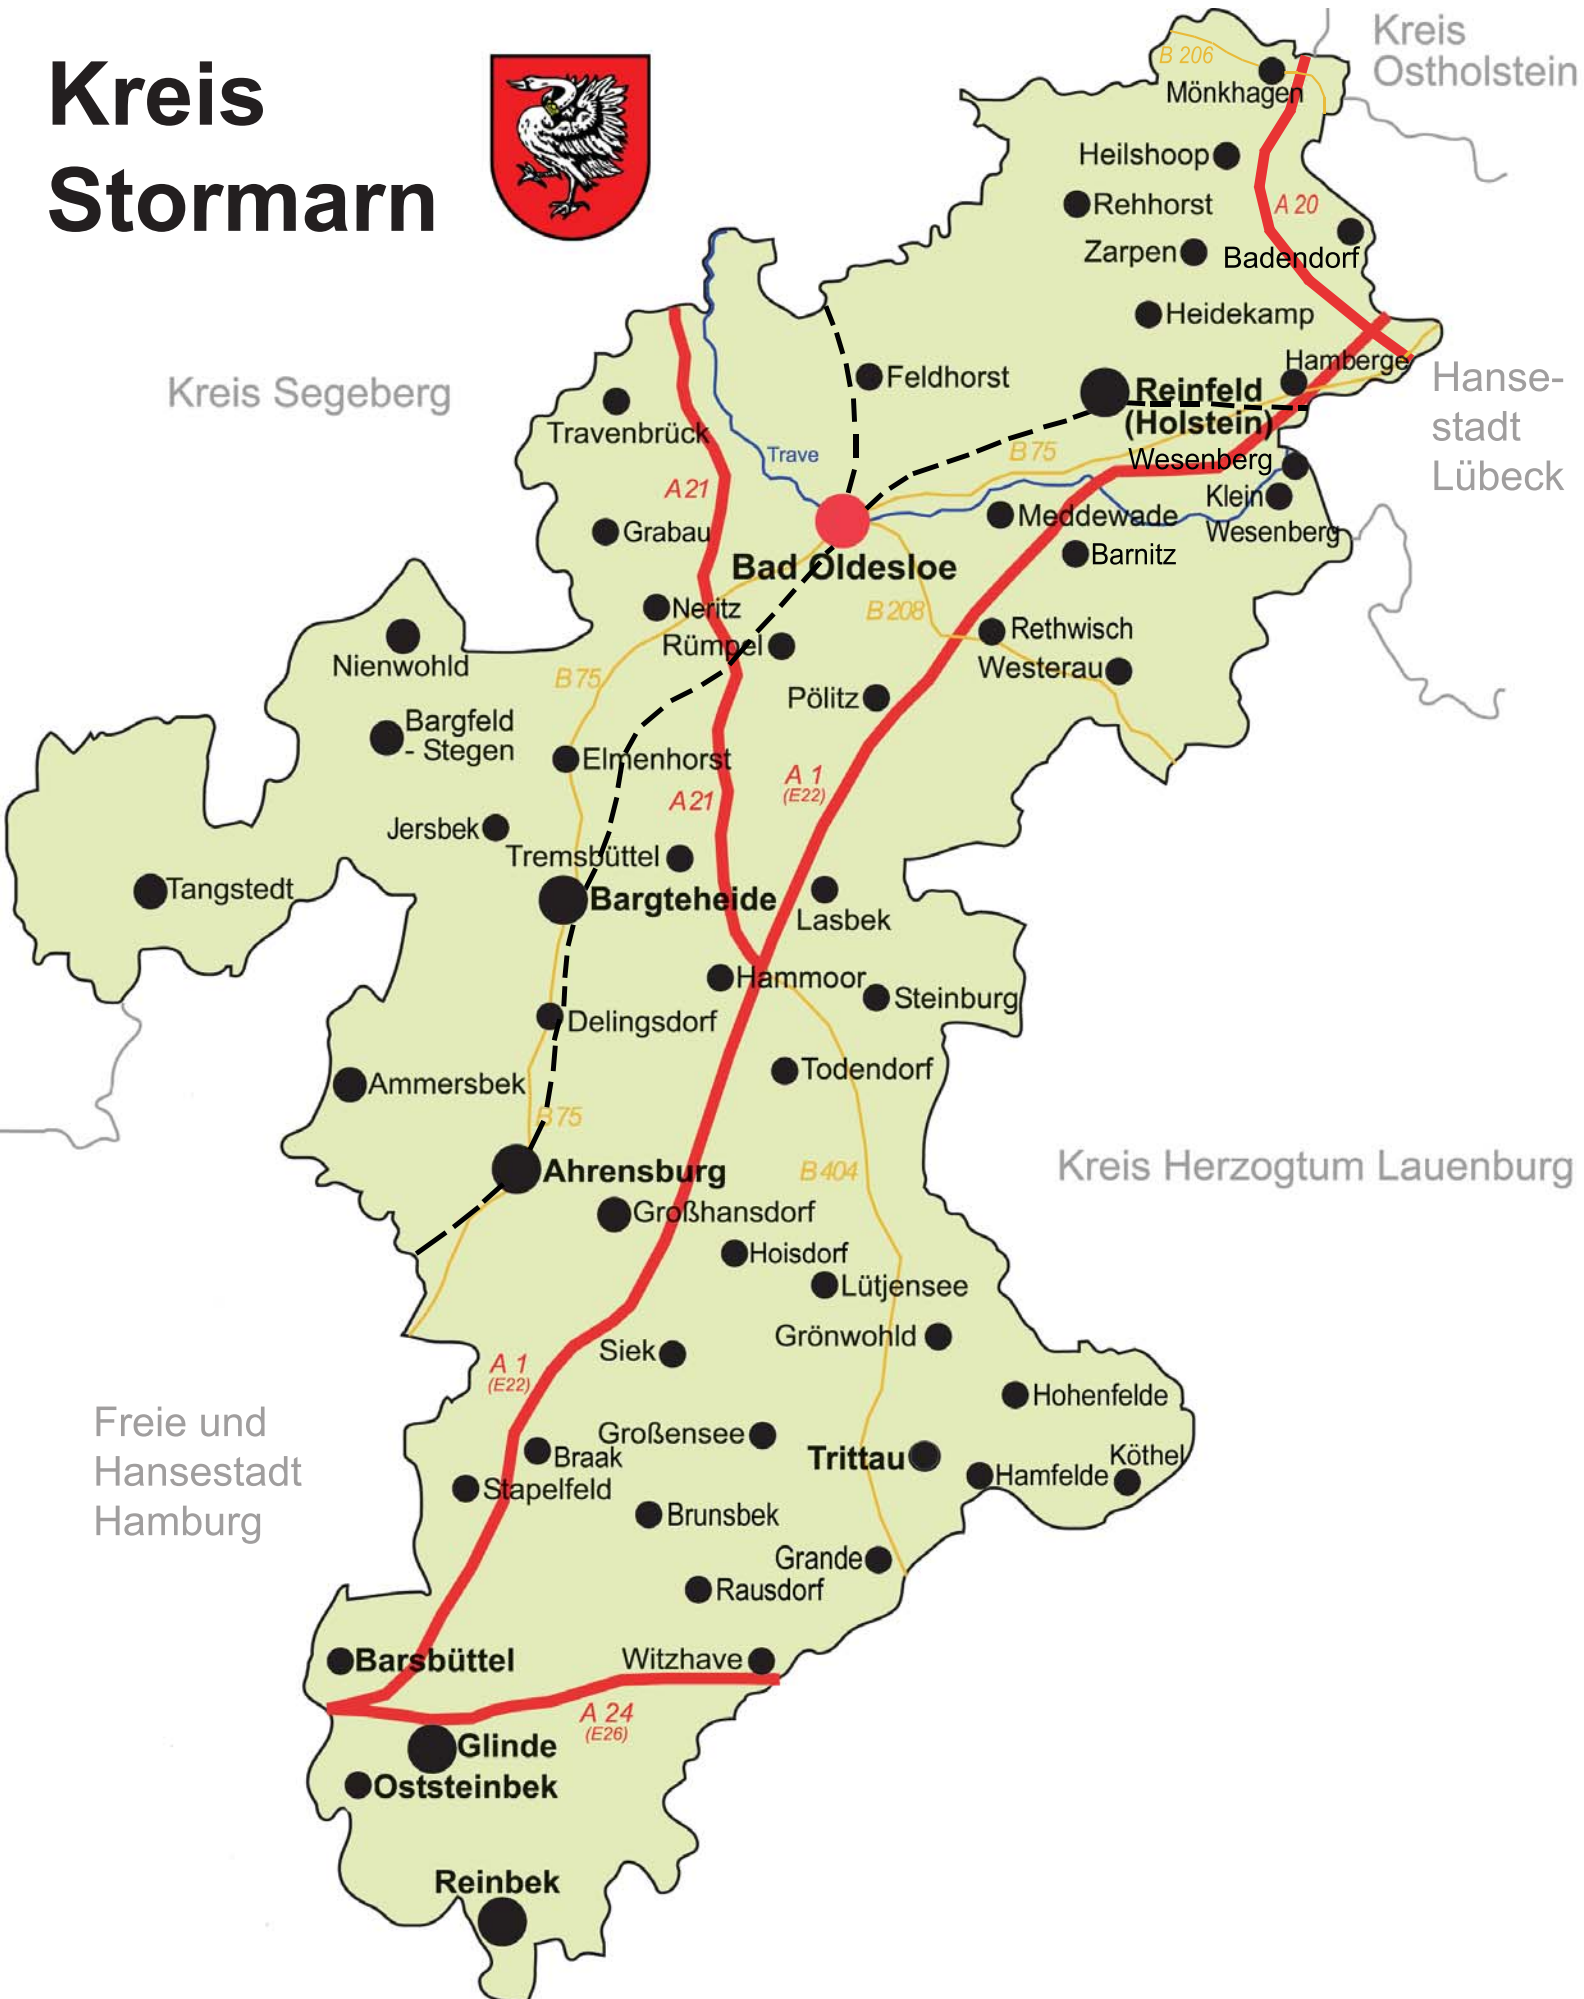 Kreis
Stormarn
Kreis
Ostholstein
B 206
Mönkhagen
Heilshoop
Rehhorst
A 20
Zarpen
Badendorf
Heidekamp
Hamberge
Kreis Segeberg
Feldhorst
Reinfeld
(Holstein)
Hanse-
stadt
Lübeck
Travenbrück
Trave
B 75
Wesenberg
A 21
Klein
Wesenberg
Meddewade
Grabau
Barnitz
Bad Oldesloe
Neritz
B 208
Rümpel
Rethwisch
Nienwohld
Westerau
B 75
Pölitz
Bargfeld
- Stegen
Elmenhorst
A 21
A 1
(E22)
Jersbek
Tremsbüttel
Tangstedt
Bargteheide
Lasbek
Hammoor
Steinburg
Delingsdorf
Todendorf
Ammersbek
B 75
Ahrensburg
B 404
Kreis Herzogtum Lauenburg
Großhansdorf
Hoisdorf
Lütjensee
Grönwohld
Siek
A 1
(E22)
Hohenfelde
Freie und
Hansestadt
Hamburg
Großensee
Braak
Trittau
Köthel
Hamfelde
Stapelfeld
Brunsbek
Grande
Rausdorf
Barsbüttel
Witzhave
A 24
(E26)
Glinde
Oststeinbek
Reinbek